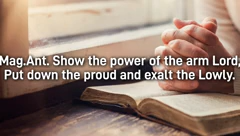 Mag.Ant. Show the power of the arm Lord;
Put down the proud and exalt the Lowly.